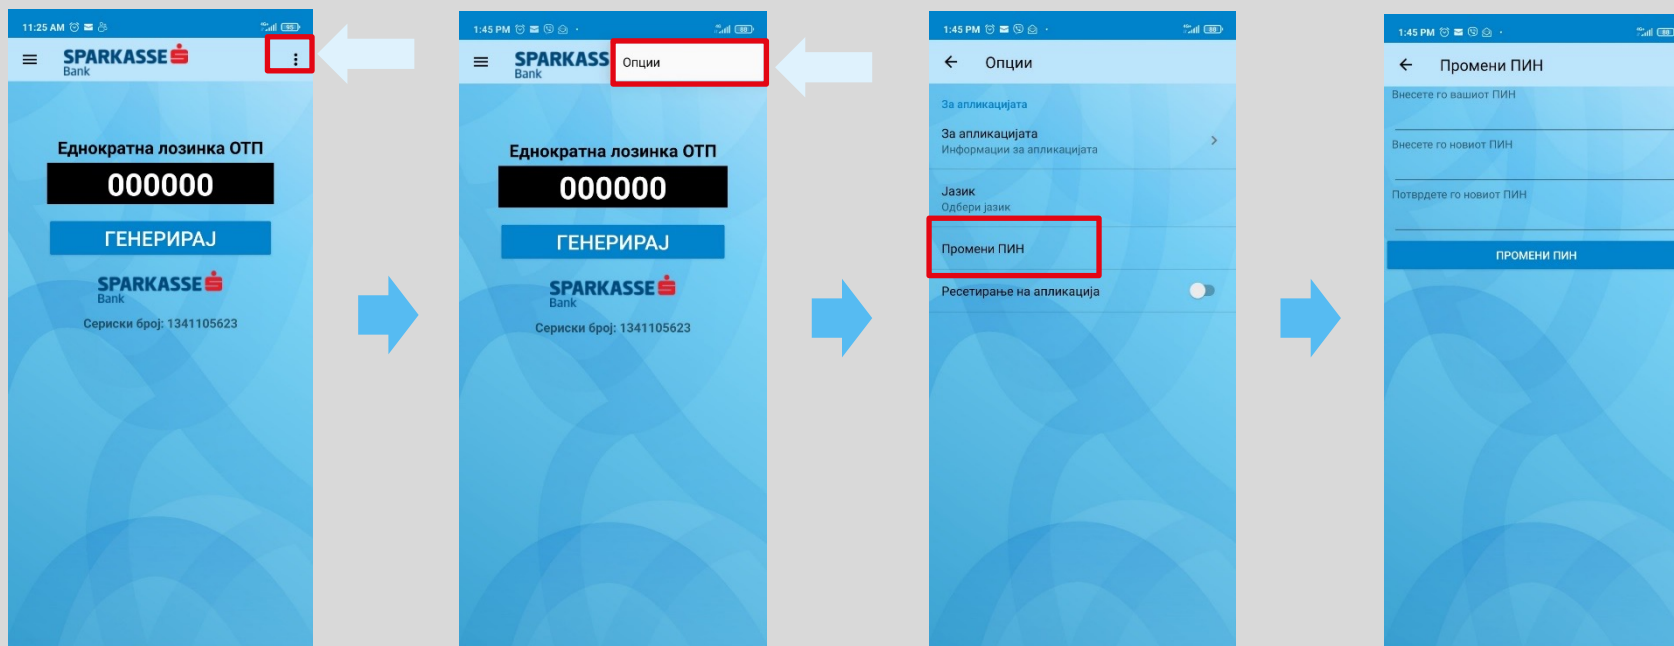 11:25 AM
SPARKASSE
Bank
Еднократна лозинка ОТП
000000
ГЕНЕРИРАЈ
SPARKASSE
Bank
Сериски број: 1341105623
1:45 PM
SPARKASS
Bank
Опции
Еднократна лозинка ОТП
000000
ГЕНЕРИРАЈ
SPARKASSE
Bank
Сериски број: 1341105623
1:45 PM
Опции
За апликацијата
За апликацијата
Информации за апликацијата
Јазик
Одбери јазик
Промени ПИН
Ресетирање на апликација
1:45 PM
Промени ПИН
Внесете го вашиот ПИН
Внесете го новиот ПИН
Потврдете го новиот ПИН
ПРОМЕНИ ПИН